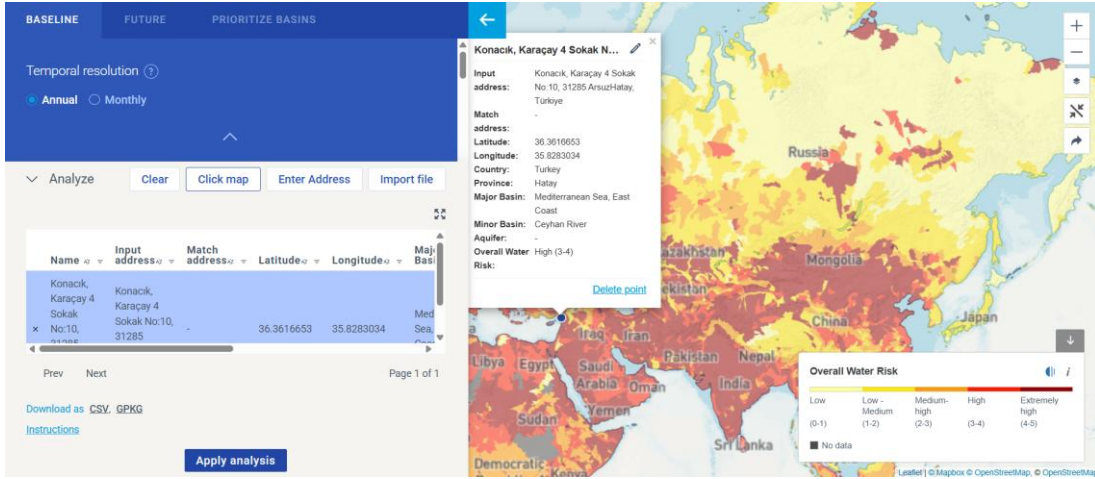 BASELINE FUTURE PRIORITIZE BASINS
Temporal resolution ?
Annual Monthly
Analyze Clear Click map Enter Address Import file
Name Input address Match address Latitude Longitude
Konacık, Karaçay 4 Sokak No:10,
Konacık, Karaçay 4 Sokak No:10, 31285
-
36.3616653
35.8283034
Prev Next Page 1 of 1
Download as CSV, GPKG
Instructions
Apply analysis
Konacık, Karaçay 4 Sokak N...
Input address: Konacık, Karaçay 4 Sokak
No:10, 31285 ArsuzHatay,
Türkiye
Match address: -
Latitude: 36.3616653
Longitude: 35.8283034
Country: Turkey
Province: Hatay
Major Basin: Mediterranean Sea, East
Coast
Minor Basin: Ceyhan River
Aquifer: -
Overall Water Risk: High (3-4)
Delete point
Russia
Mongolia
China
Japan
Iraq Iran
Libya Egypt Saudi Arabia Oman
Pakistan Nepal
India
Sudan Yemen
Sri Lanka
Democratic Kenya
Overall Water Risk i
Low Low - Medium Medium-high High Extremely high
(0-1) (1-2) (2-3) (3-4) (4-5)
No data
Leaflet | © Mapbox © OpenStreetMap, © OpenStreetMap